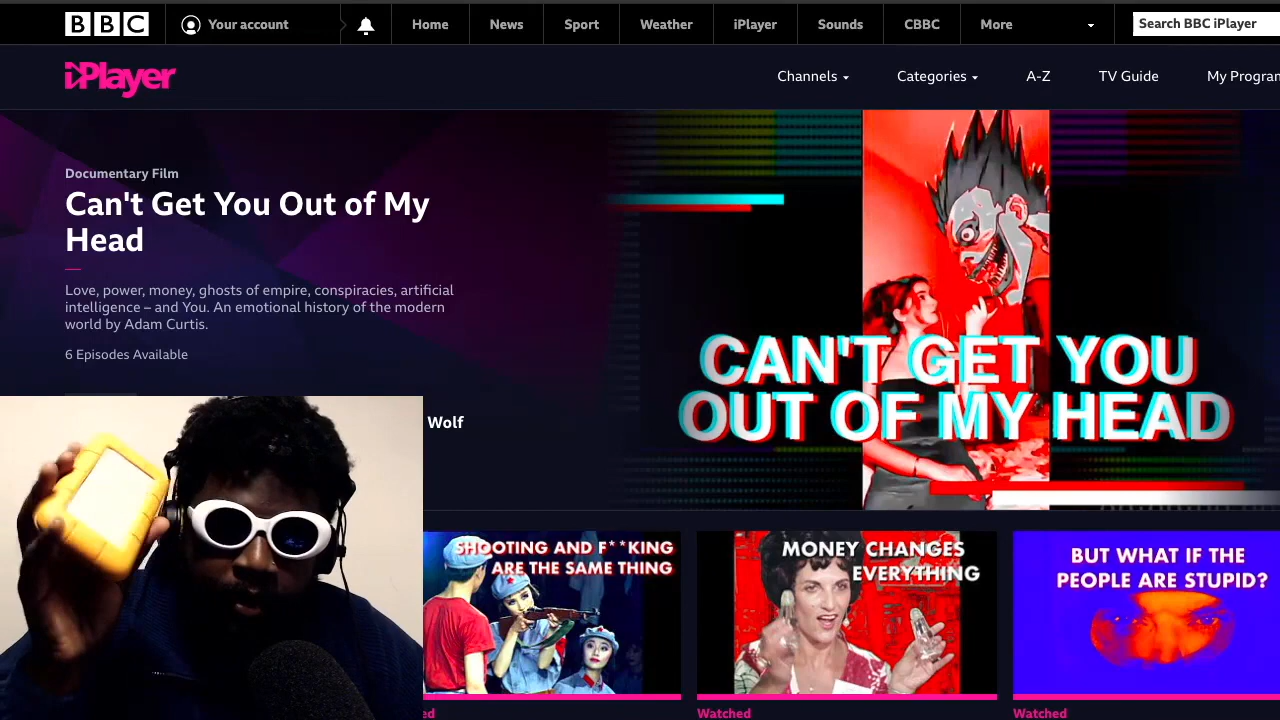 BBC
Your account
Home
News
Sport
Weather
iPlayer
Sounds
CBBC
More
Search BBC iPlayer
iPlayer
Channels
Categories
A-Z
TV Guide
My Progran
Documentary Film
Can't Get You Out of My
Head
Love, power, money, ghosts of empire, conspiracies, artificial
intelligence – and You. An emotional history of the modern
world by Adam Curtis.
6 Episodes Available
Wolf
CAN'T GET YOU
OUT OF MY HEAD
SHOOTING AND F**KING
ARE THE SAME THING
MONEY CHANGES
EVERYTHING
BUT WHAT IF THE
PEOPLE ARE STUPID?
ed
Watched
Watched